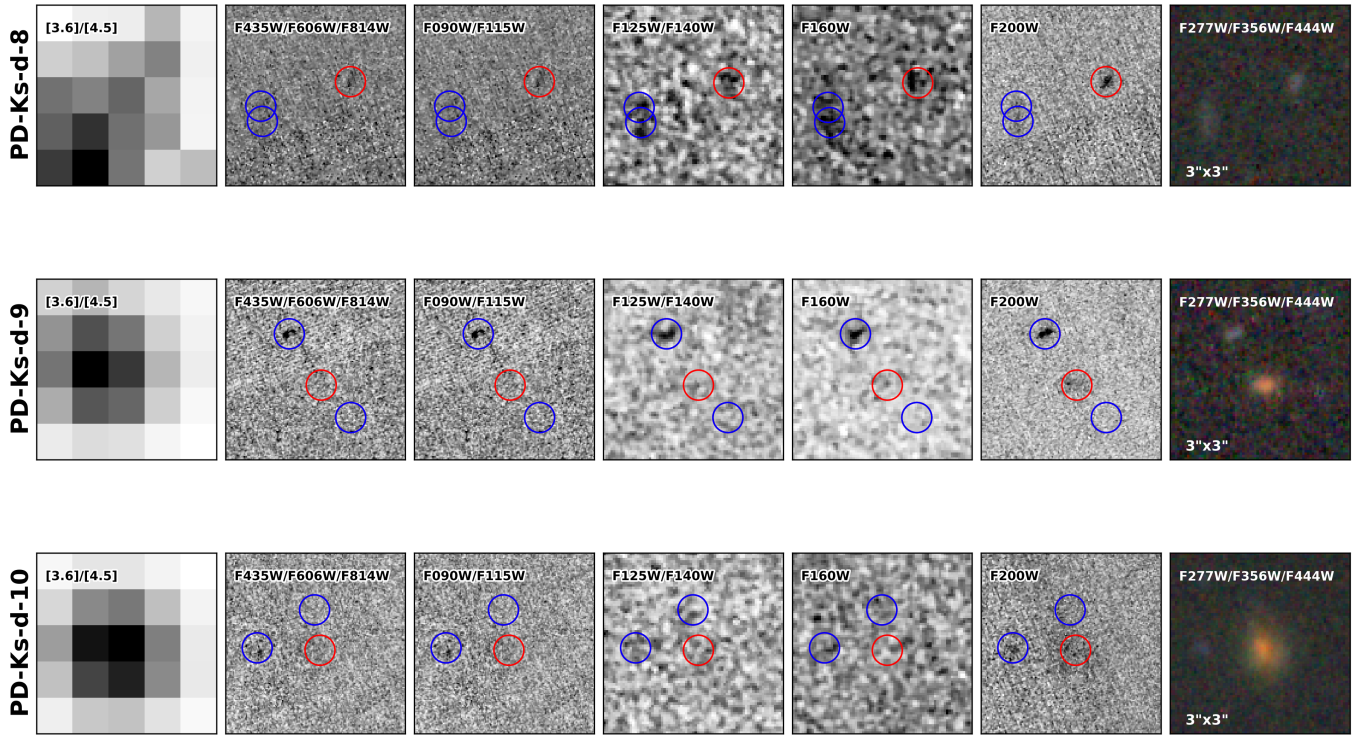 PD-Ks-d-8
[3.6]/[4.5]
F435W/F606W/F814W
F090W/F115W
F125W/F140W
F160W
F200W
F277W/F356W/F444W
3"x3"
PD-Ks-d-9
[3.6]/[4.5]
F435W/F606W/F814W
F090W/F115W
F125W/F140W
F160W
F200W
F277W/F356W/F444W
3"x3"
PD-Ks-d-10
[3.6]/[4.5]
F435W/F606W/F814W
F090W/F115W
F125W/F140W
F160W
F200W
F277W/F356W/F444W
3"x3"